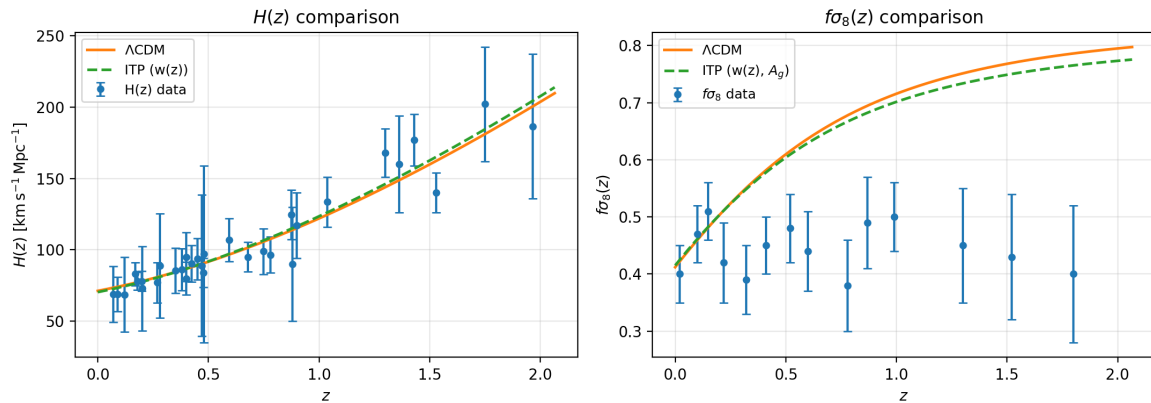 H(z) comparison
ΛCDM
ITP (w(z))
H(z) data
250
200
150
100
50
H(z) [km s⁻¹ Mpc⁻¹]
0.0 0.5 1.0 1.5 2.0
z
fσ₈(z) comparison
ΛCDM
ITP (w(z), A_g)
fσ₈ data
0.8
0.7
0.6
0.5
0.4
0.3
fσ₈(z)
0.0 0.5 1.0 1.5 2.0
z